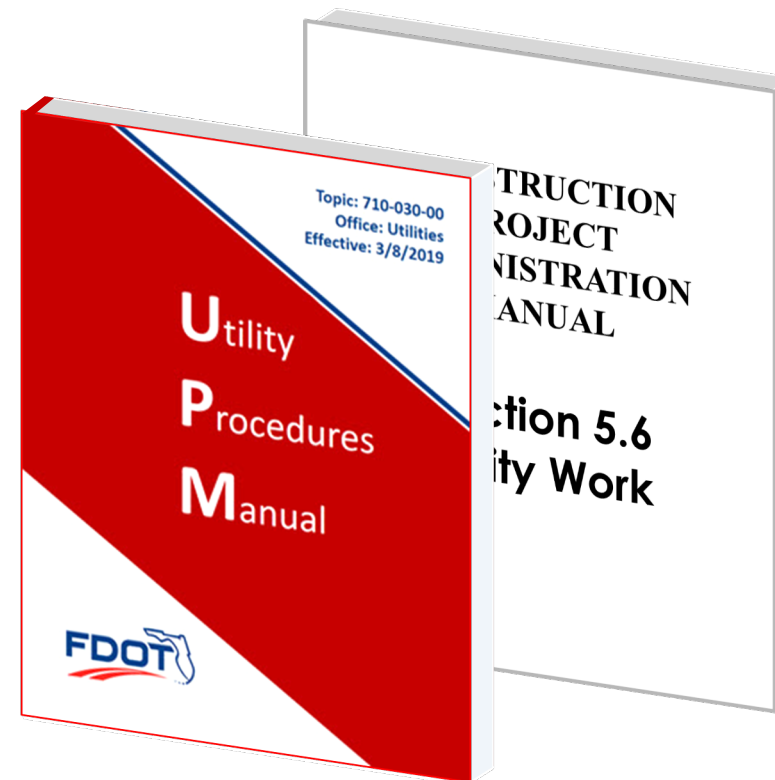 Topic: 710-030-00
Office: Utilities
Effective: 3/8/2019
Utility
Procedures
Manual
FDOT
TRUCTION
ROJECT
NISTRATION
ANUAL
ction 5.6
ity Work